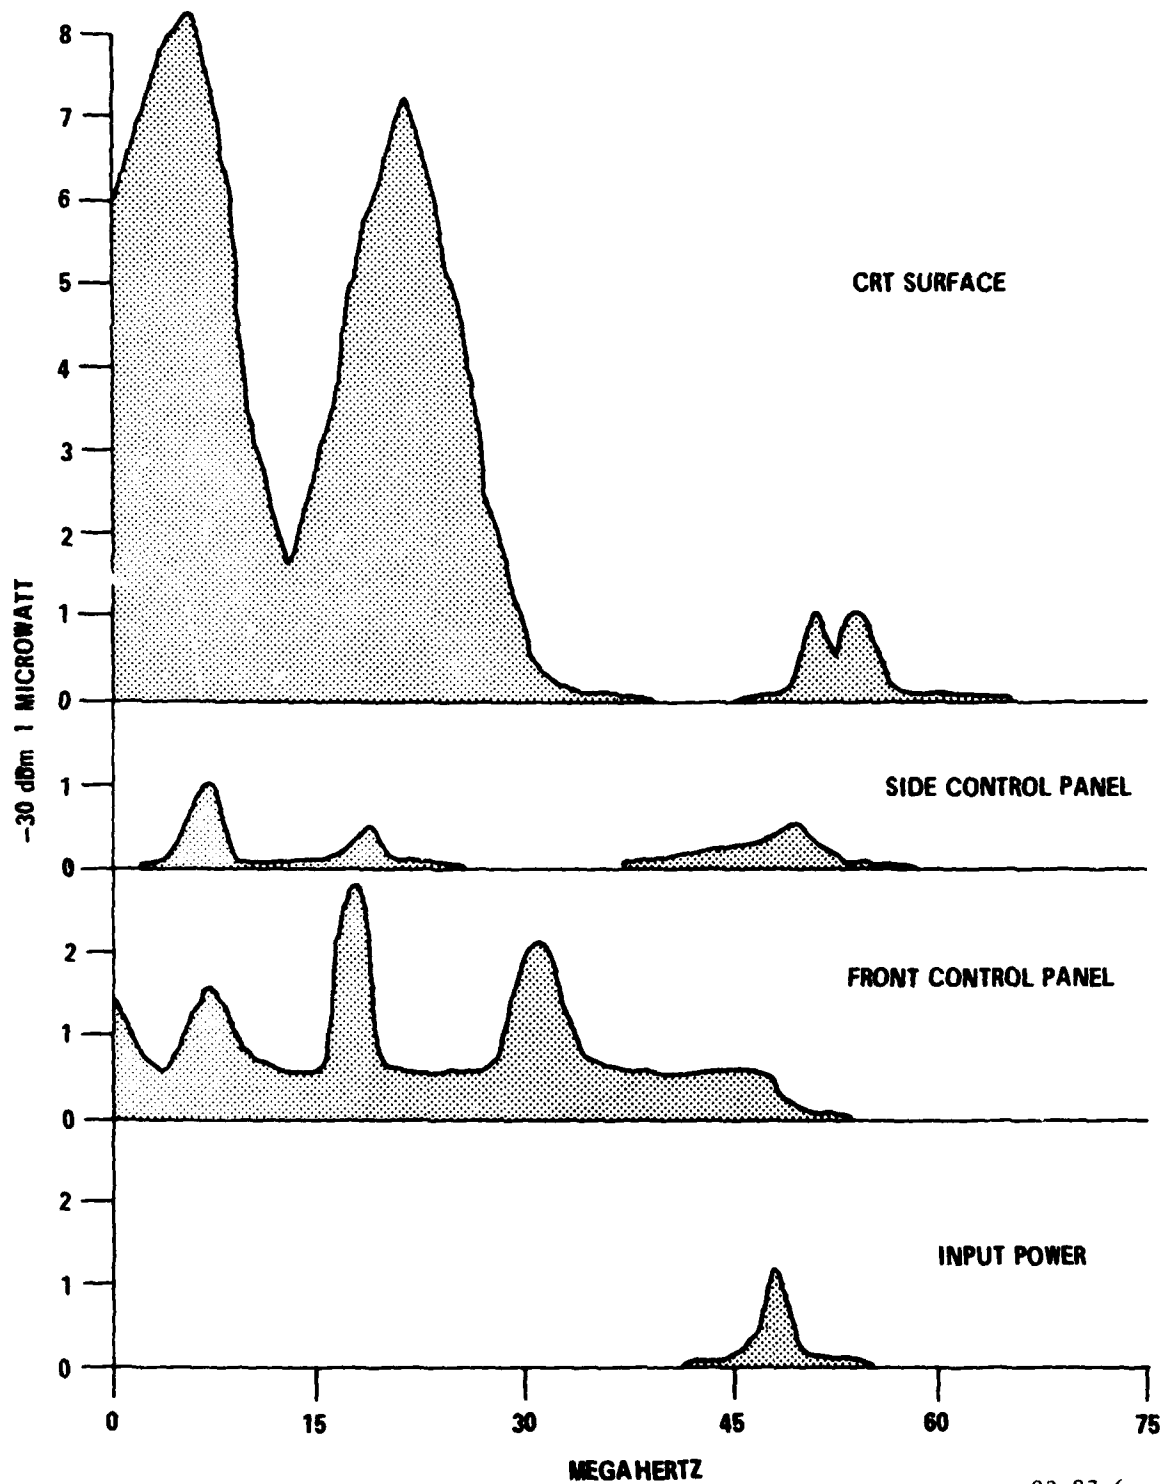 8
7
6
5
4
3
2
1
0
CRT SURFACE
-30 dBm 1 MICROWATT
1
0
SIDE CONTROL PANEL
2
1
0
FRONT CONTROL PANEL
2
1
0
INPUT POWER
0 15 30 45 60 75
MEGAHERTZ